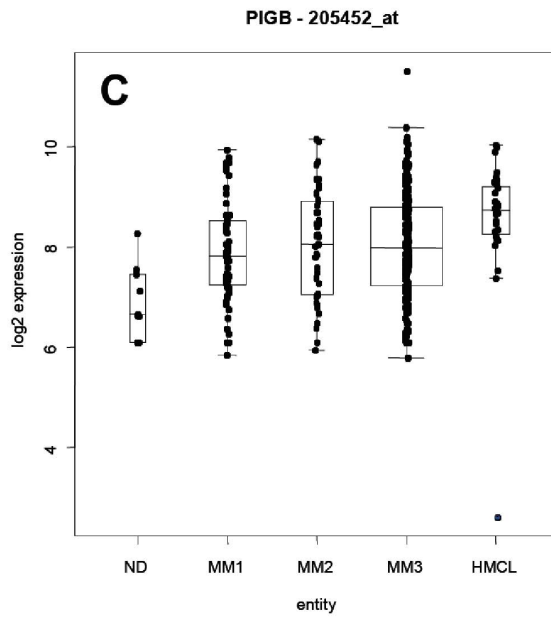 PIGB - 205452_at
C
10
8
6
4
log2 expression
ND MM1 MM2 MM3 HMCL
entity